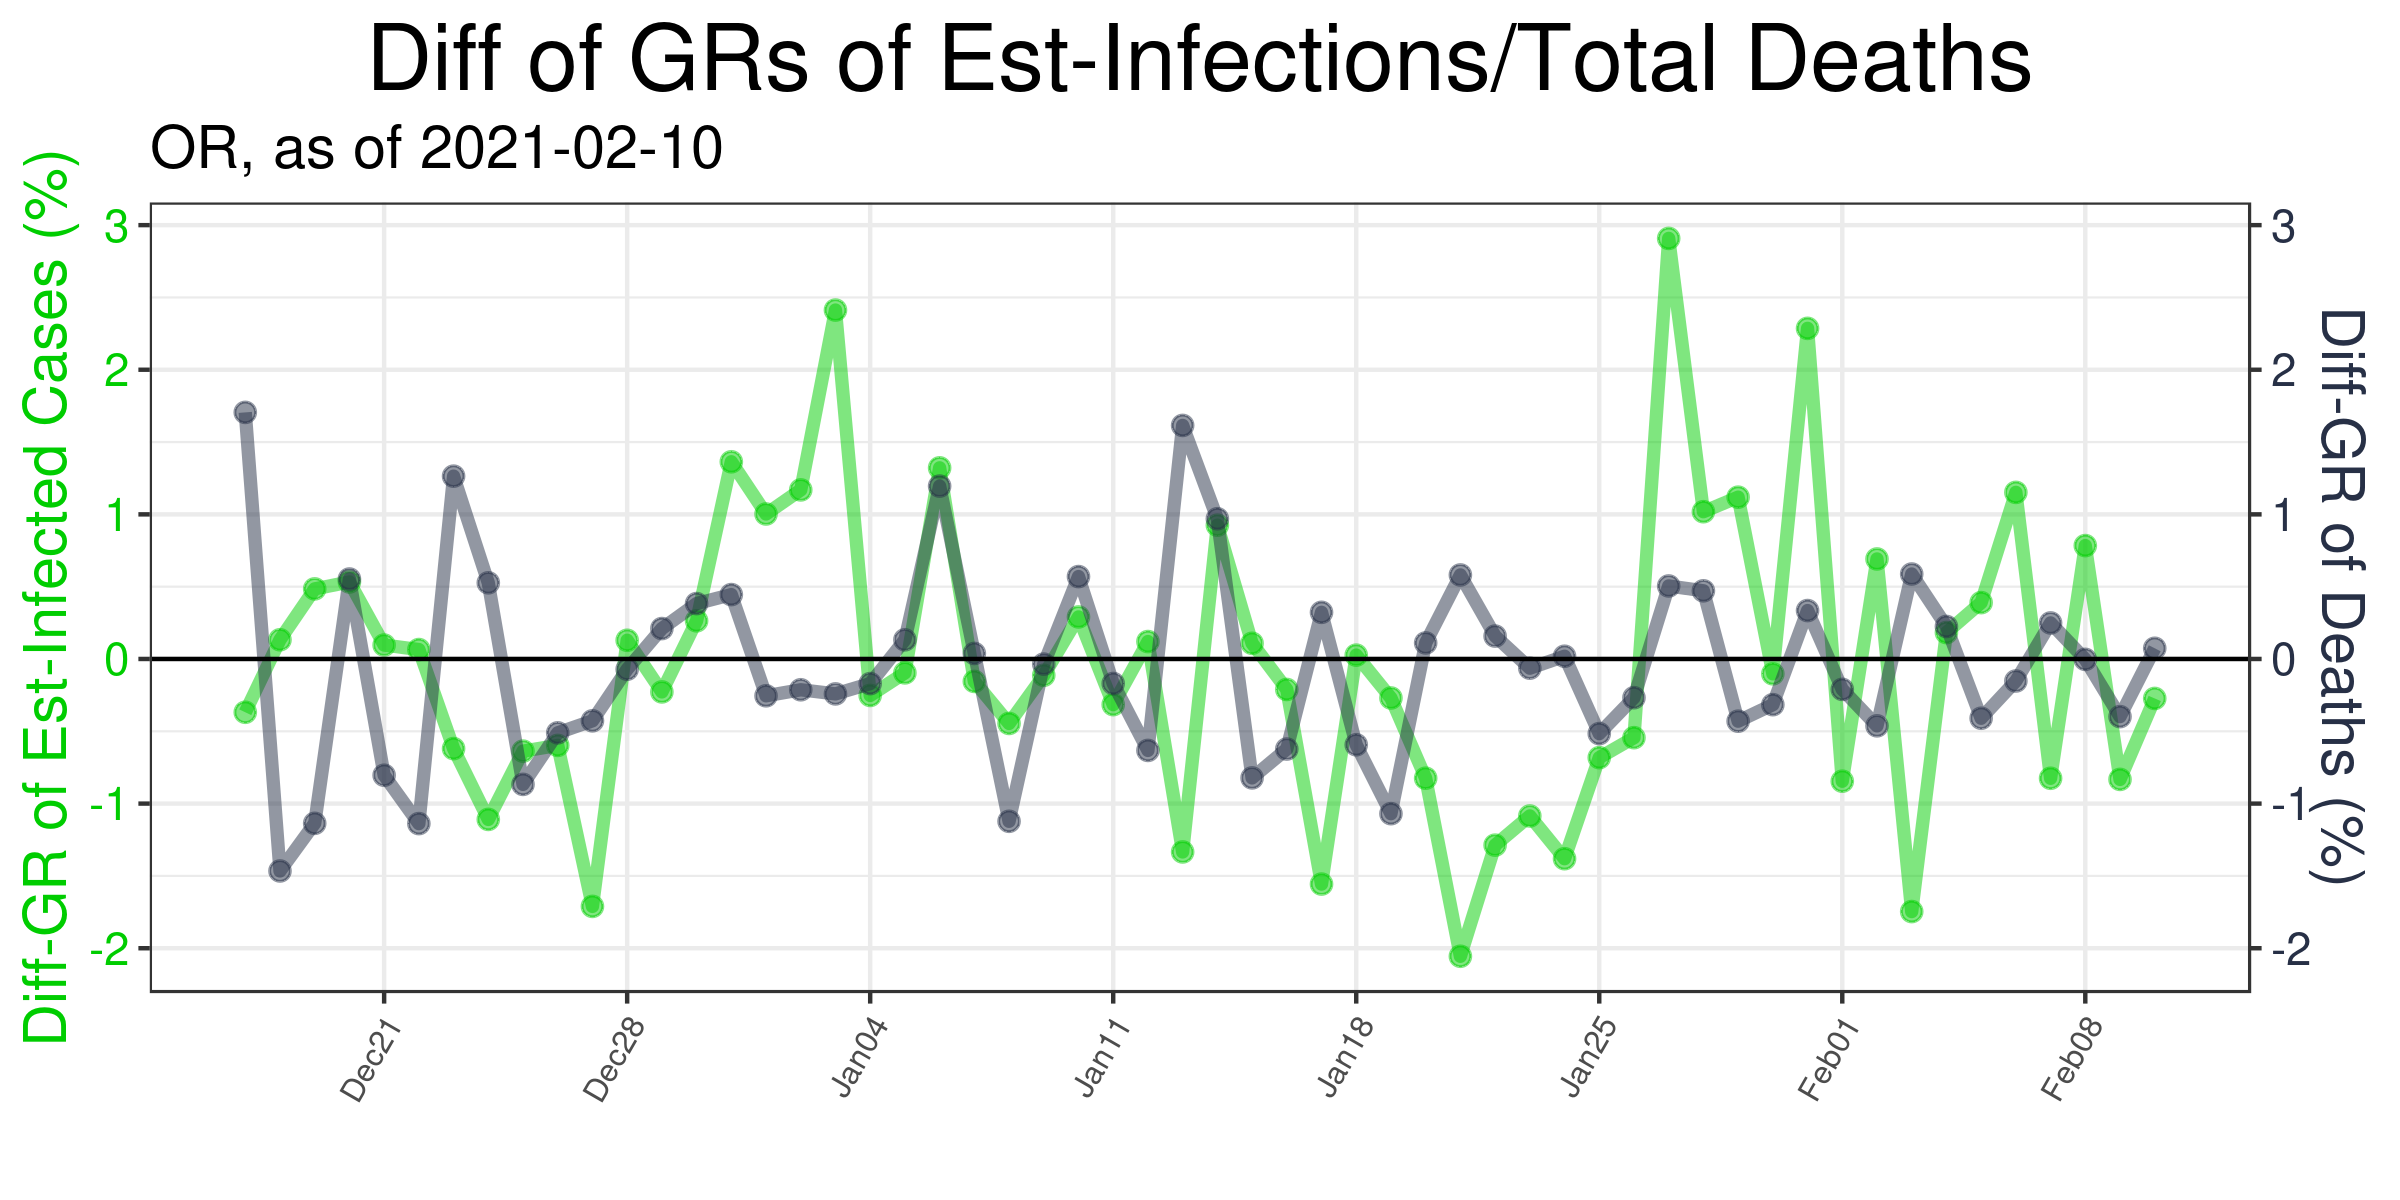 Diff of GRs of Est-Infections/Total Deaths
OR, as of 2021-02-10
Diff-GR of Est-Infected Cases (%)
3
2
1
0
-1
-2
3
2
1
0
-1
-2
Diff-GR of Deaths (%)
Dec21
Dec28
Jan04
Jan11
Jan18
Jan25
Feb01
Feb08